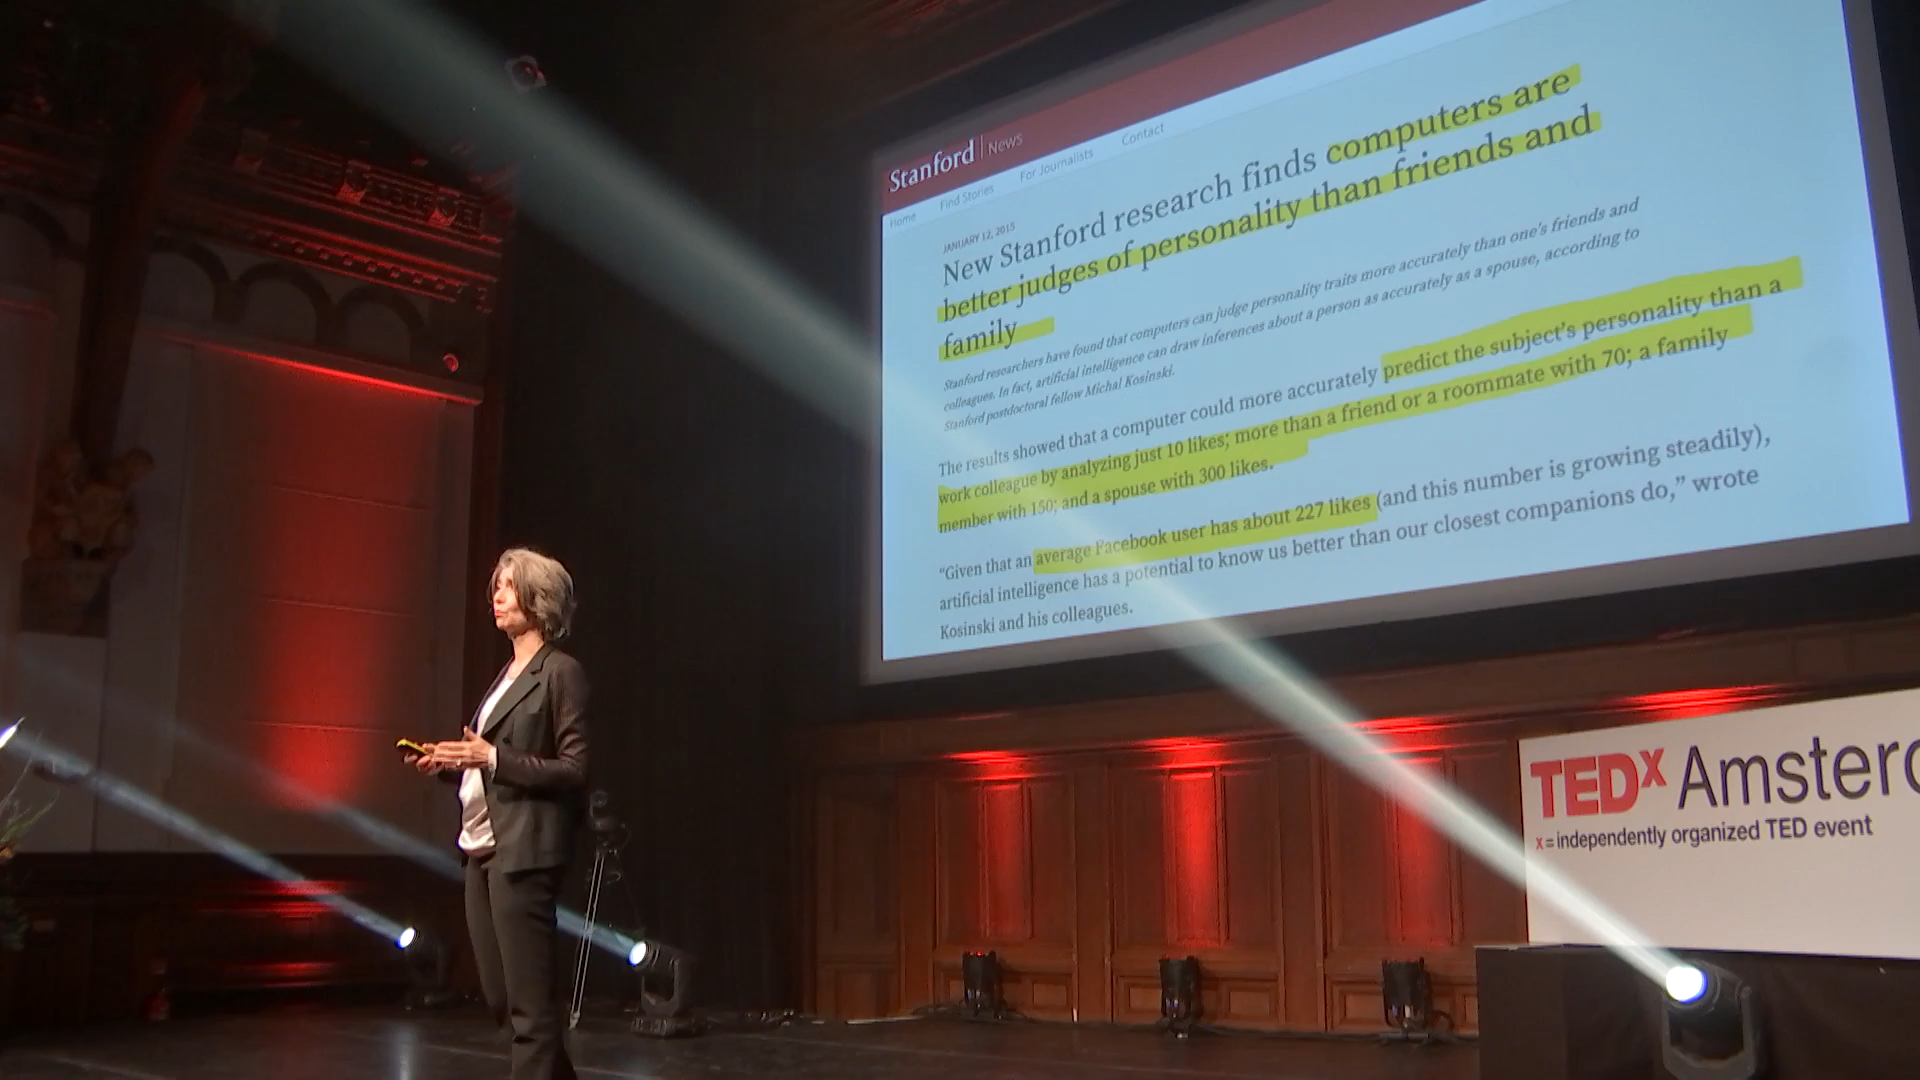 Stanford | News
Home Find Stories For Journalists Contact
JANUARY 12, 2015
New Stanford research finds computers are
better judges of personality than friends and
family
Stanford researchers have found that computers can judge personality traits more accurately than one's friends and
colleagues. In fact, artificial intelligence can draw inferences about a person as accurately as a spouse, according to
Stanford postdoctoral fellow Michal Kosinski.
The results showed that a computer could more accurately predict the subject's personality than a
work colleague by analyzing just 10 likes; more than a friend or a roommate with 70; a family
member with 150; and a spouse with 300 likes.
“Given that an average Facebook user has about 227 likes (and this number is growing steadily),
artificial intelligence has a potential to know us better than our closest companions do,” wrote
Kosinski and his colleagues.
TEDx Amsterd
x=independently organized TED event